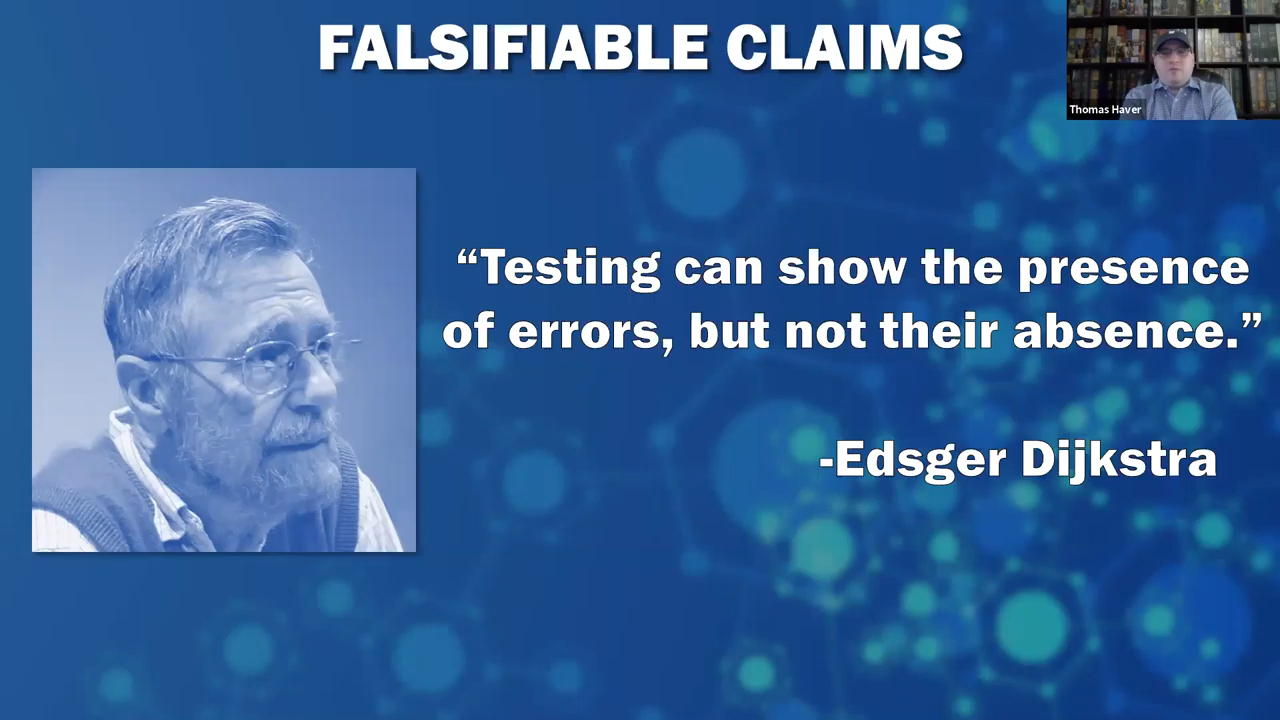 FALSIFIABLE CLAIMS
Thomas Haver
“Testing can show the presence
of errors, but not their absence.”
-Edsger Dijkstra